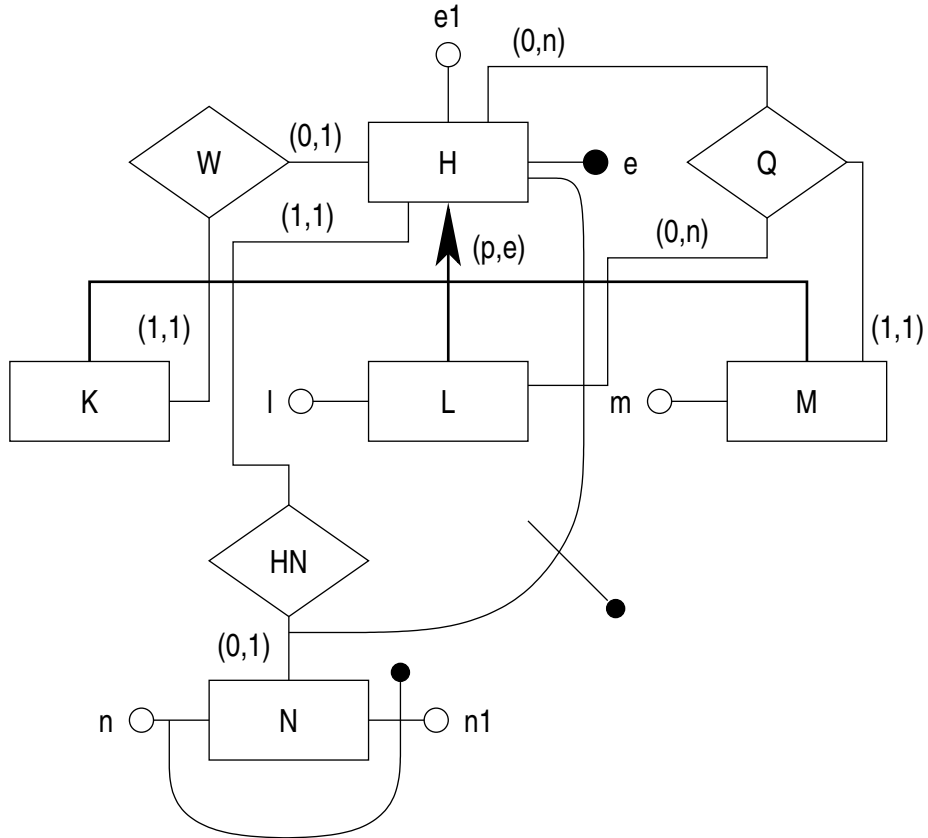 e1
(0,n)
(0,1)
W
H
e
Q
(1,1)
(p,e)
(0,n)
(1,1)
(1,1)
K
l
L
m
M
HN
(0,1)
n
N
n1